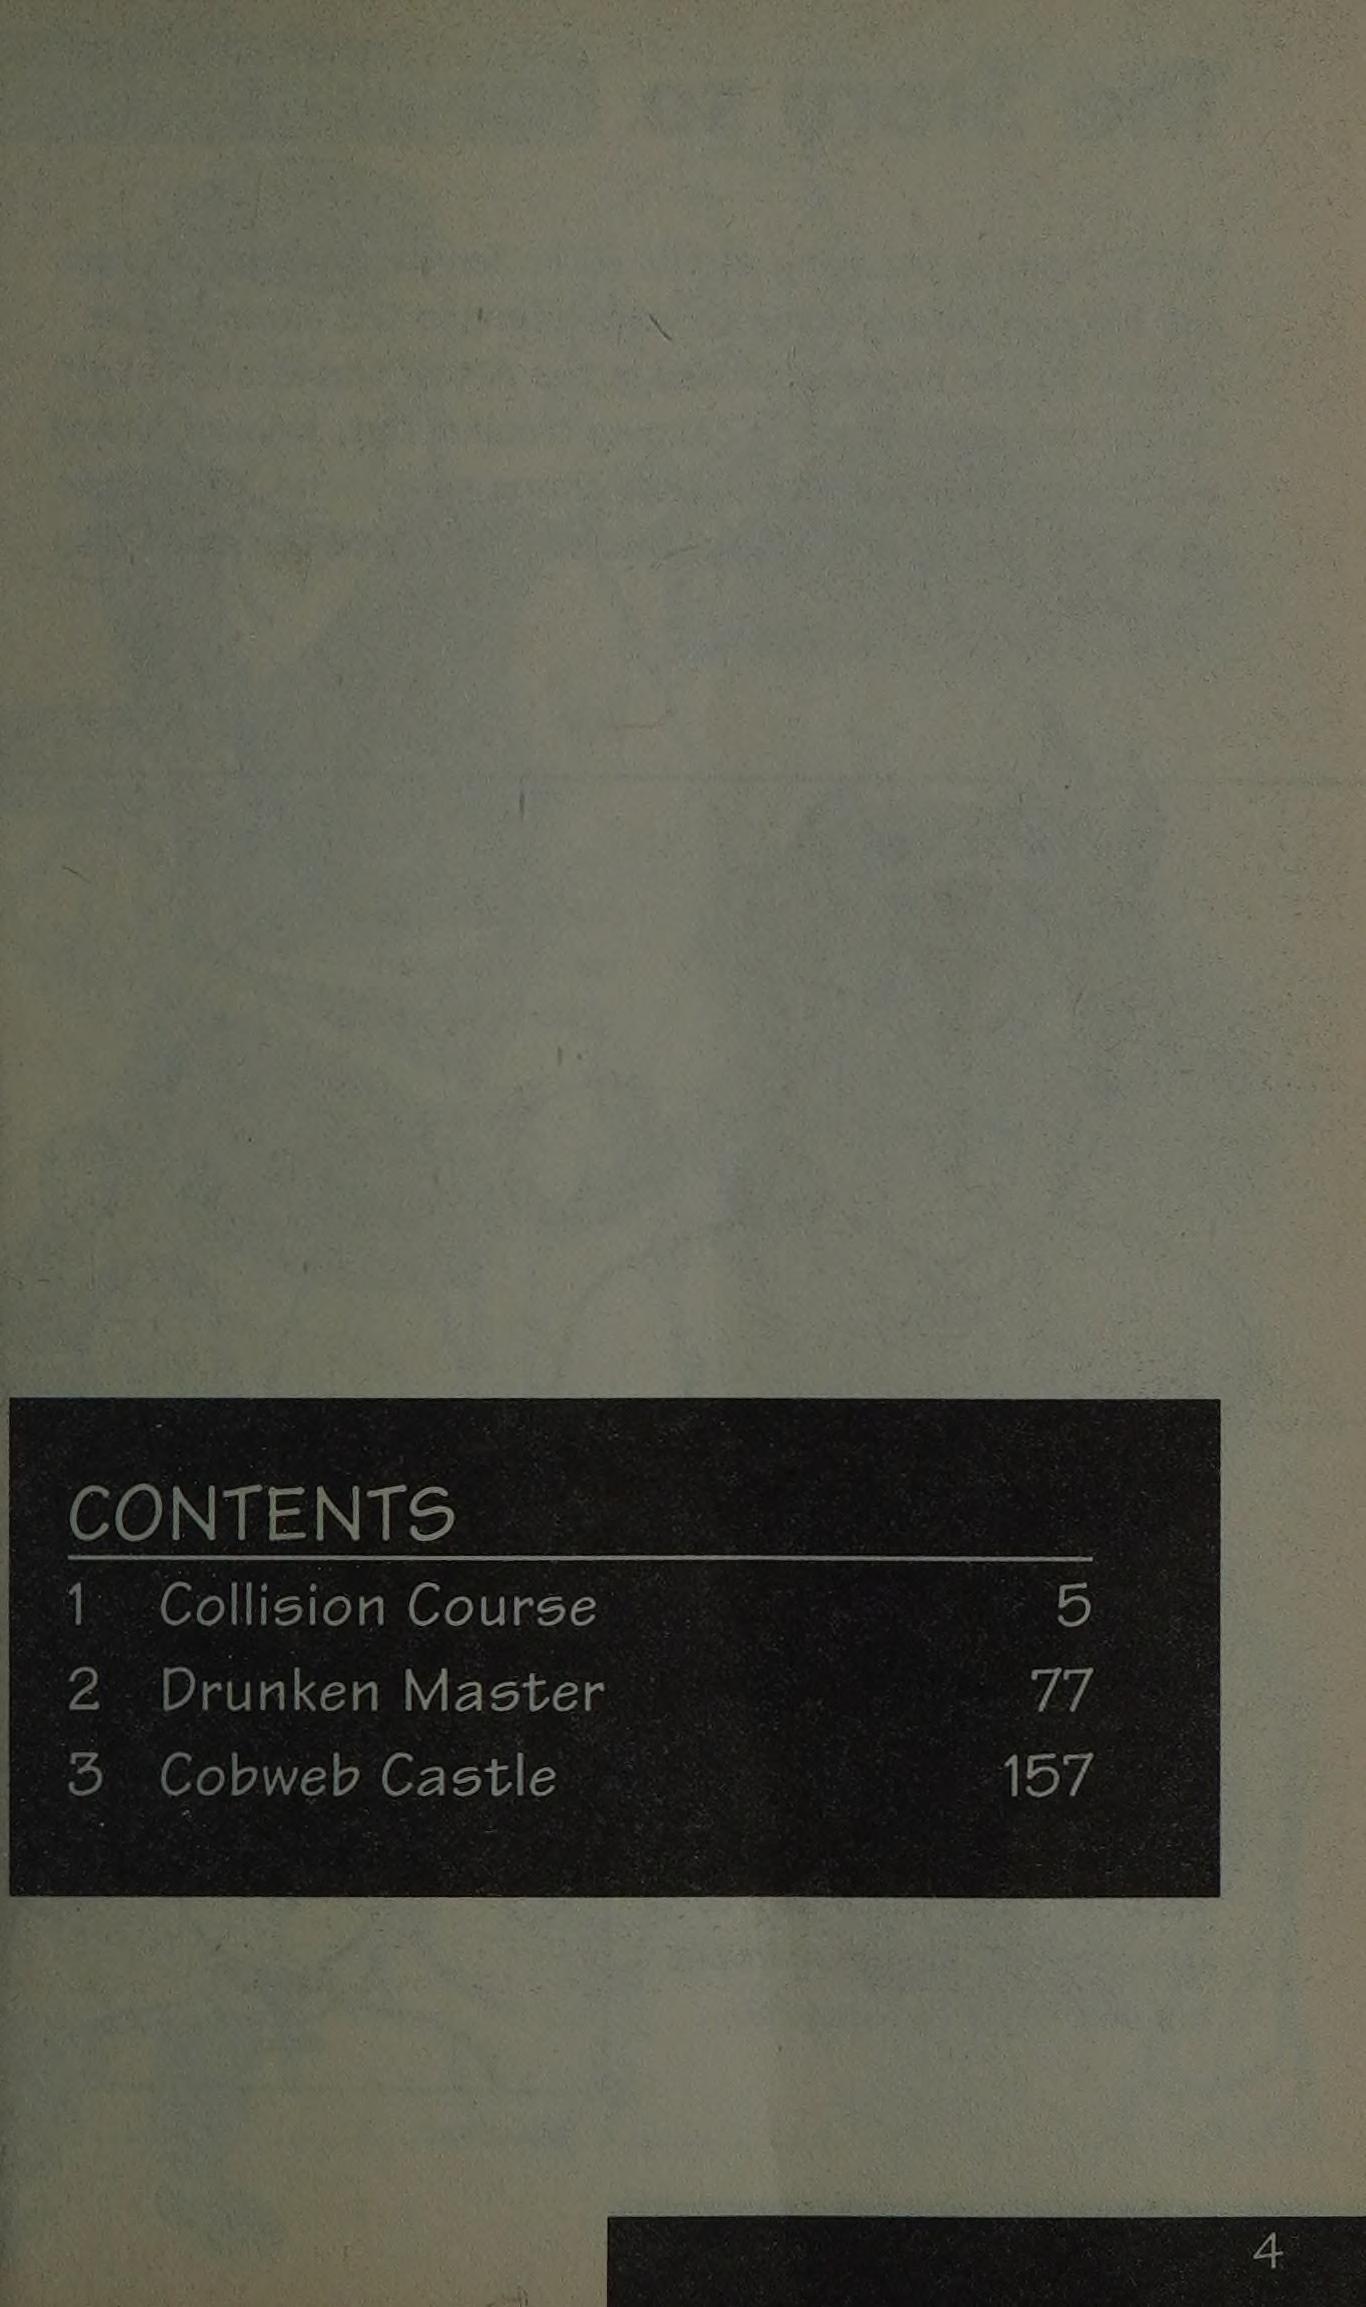 CONTENTS
1 Collision Course 5
2 Drunken Master 77
3 Cobweb Castle 157
4